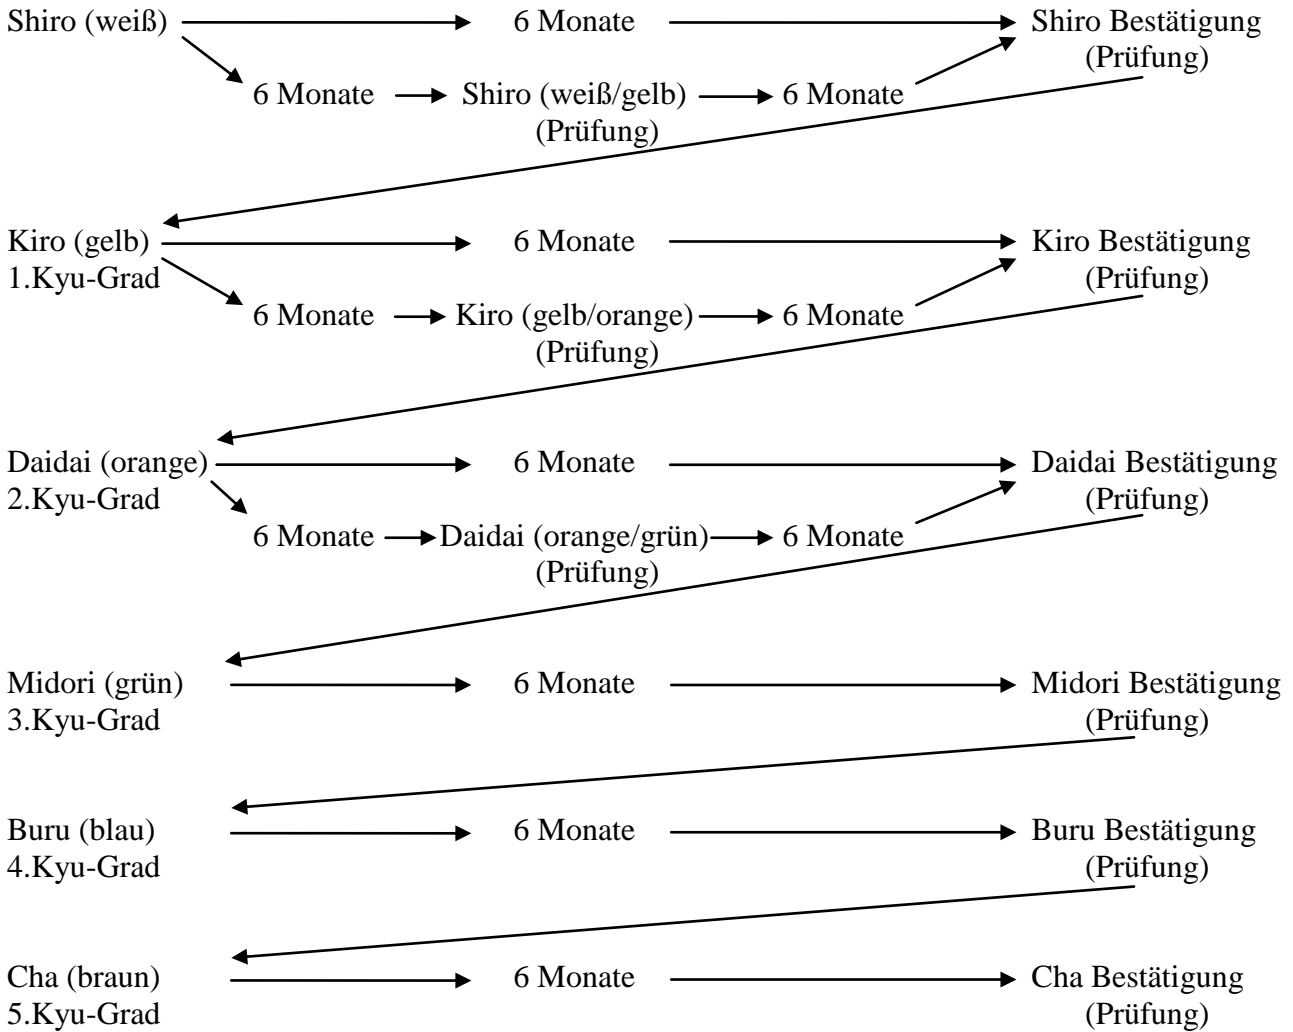 Shiro (weiß) 6 Monate Shiro Bestätigung
(Prüfung)
6 Monate Shiro (weiß/gelb) 6 Monate
(Prüfung)
Kiro (gelb) 6 Monate Kiro Bestätigung
1.Kyu-Grad (Prüfung)
6 Monate Kiro (gelb/orange) 6 Monate
(Prüfung)
Daidai (orange) 6 Monate Daidai Bestätigung
2.Kyu-Grad (Prüfung)
6 Monate Daidai (orange/grün) 6 Monate
(Prüfung)
Midori (grün) 6 Monate Midori Bestätigung
3.Kyu-Grad (Prüfung)
Buru (blau) 6 Monate Buru Bestätigung
4.Kyu-Grad (Prüfung)
Cha (braun) 6 Monate Cha Bestätigung
5.Kyu-Grad (Prüfung)